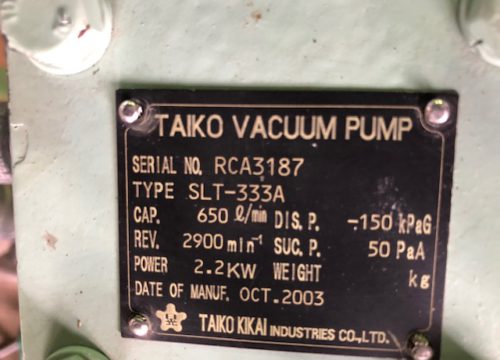 TAIKO VACUUM PUMP
SERIAL NO. RCA3187
TYPE SLT-333A
CAP. 650 ℓ/min DIS. P. -150 kPaG
REV. 2900 min⁻¹ SUC. P. 50 PaA
POWER 2.2KW WEIGHT kg
DATE OF MANUF. OCT.2003
TAIKO KIKAI INDUSTRIES CO., LTD.